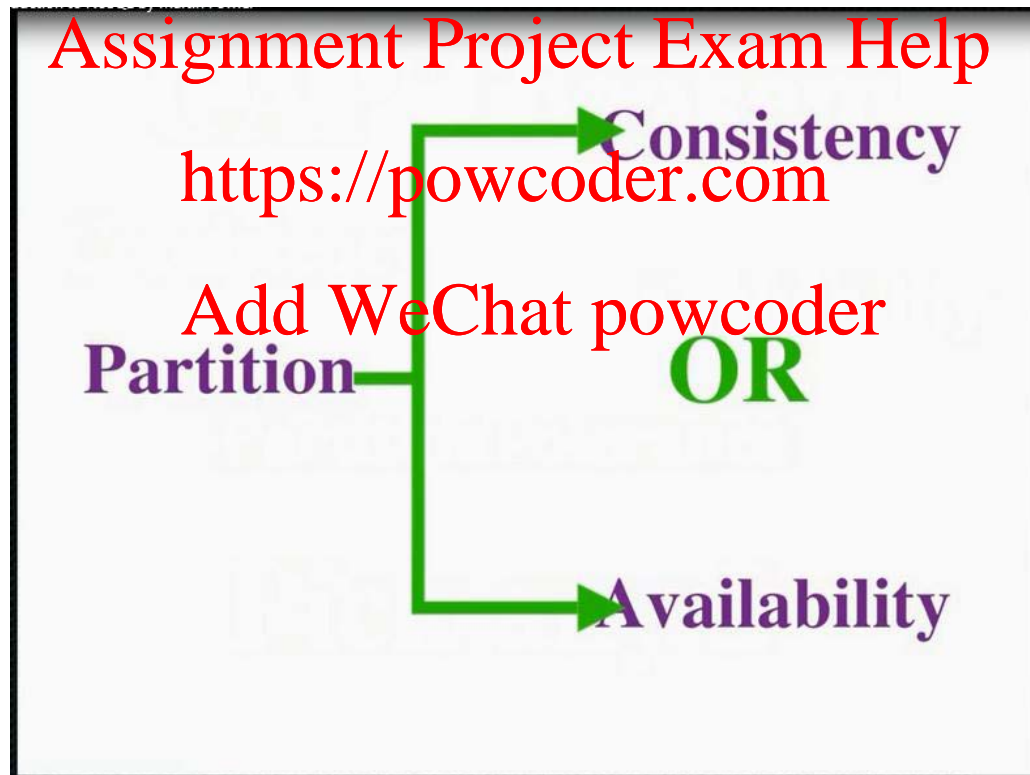 Assignment Project Exam Help
Consistency
https://powcoder.com
Add WeChat powcoder
Partition
OR
Availability